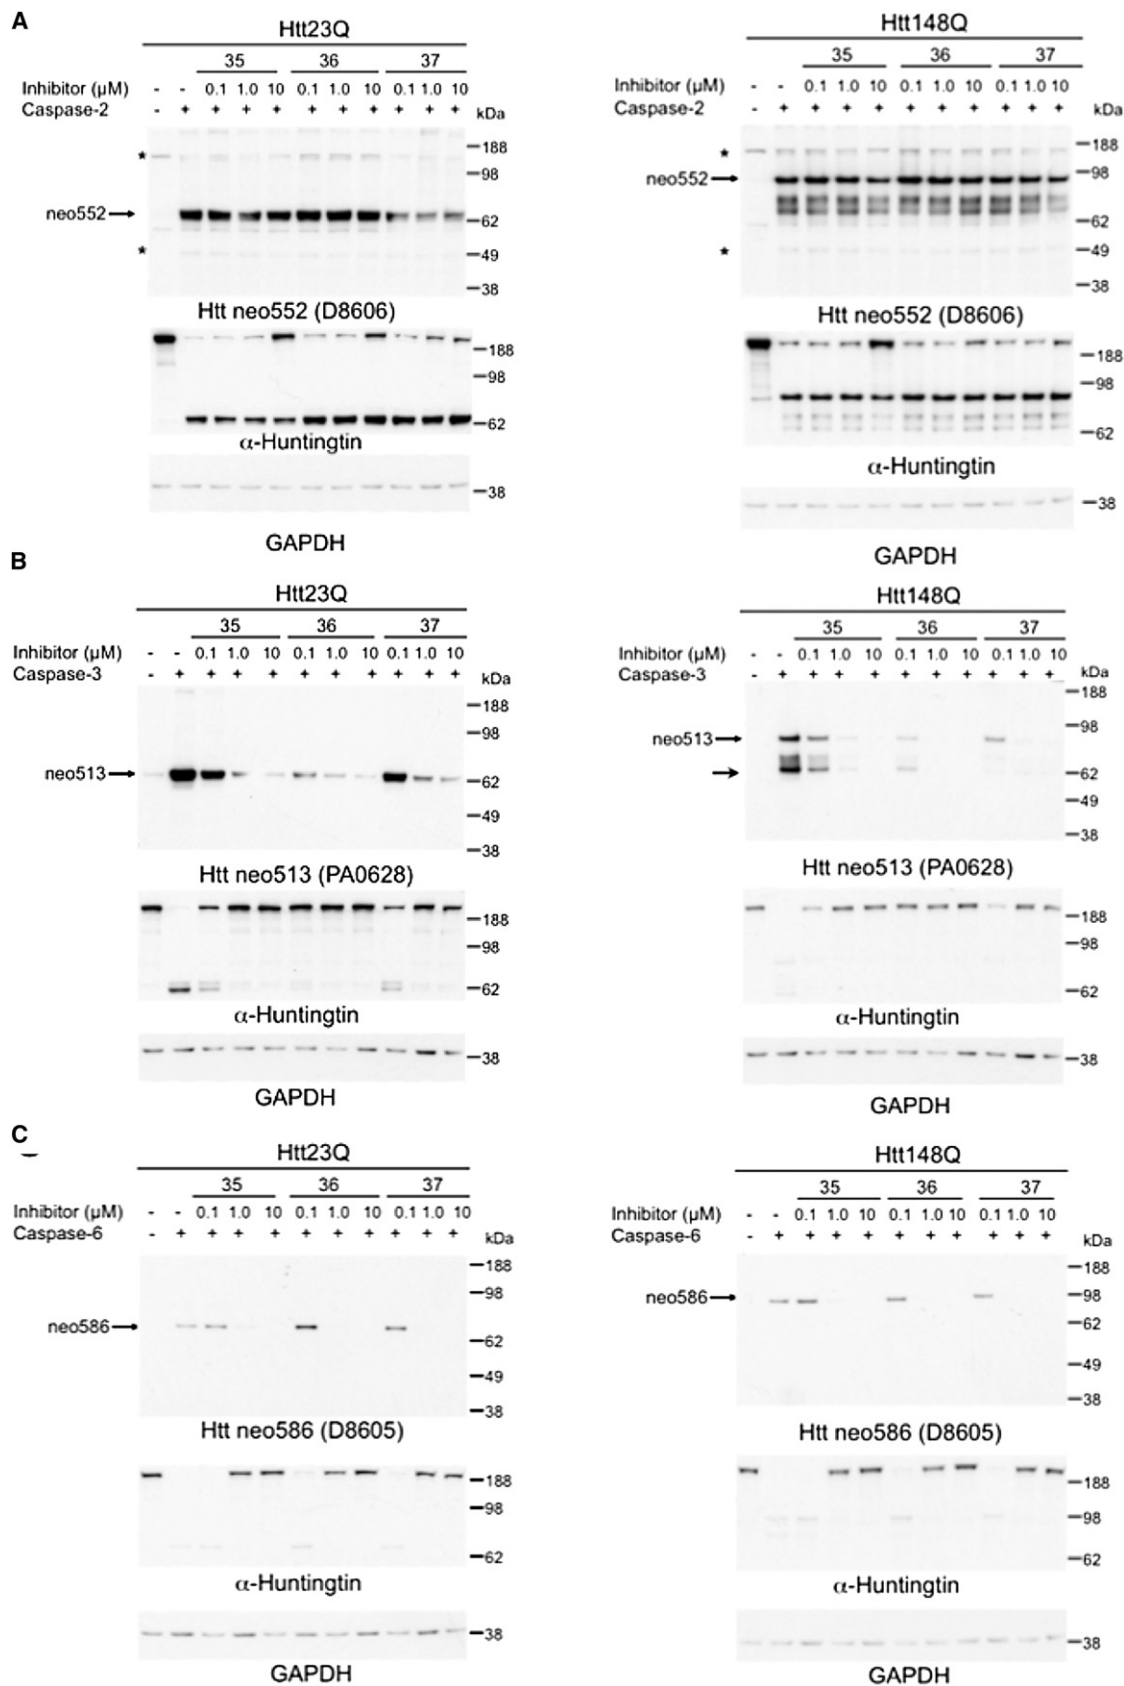 A
Htt23Q
35 36 37
Inhibitor (μM) - - 0.1 1.0 10 0.1 1.0 10 0.1 1.0 10
Caspase-2 - + + + + + + + + + + kDa
* 188
98
neo552 62
* 49
38
Htt neo552 (D8606)
188
98
62
α-Huntingtin
38
GAPDH
Htt148Q
35 36 37
Inhibitor (μM) - - 0.1 1.0 10 0.1 1.0 10 0.1 1.0 10
Caspase-2 - + + + + + + + + + + kDa
* 188
neo552 98
62
* 49
38
Htt neo552 (D8606)
188
98
62
α-Huntingtin
38
GAPDH
B
Htt23Q
35 36 37
Inhibitor (μM) - - 0.1 1.0 10 0.1 1.0 10 0.1 1.0 10
Caspase-3 - + + + + + + + + + + kDa
188
98
neo513 62
49
38
Htt neo513 (PA0628)
188
98
62
α-Huntingtin
38
GAPDH
Htt148Q
35 36 37
Inhibitor (μM) - - 0.1 1.0 10 0.1 1.0 10 0.1 1.0 10
Caspase-3 - + + + + + + + + + + kDa
188
neo513 98
62
49
38
Htt neo513 (PA0628)
188
98
62
α-Huntingtin
38
GAPDH
C
Htt23Q
35 36 37
Inhibitor (μM) - - 0.1 1.0 10 0.1 1.0 10 0.1 1.0 10
Caspase-6 - + + + + + + + + + + kDa
188
98
neo586 62
49
38
Htt neo586 (D8605)
188
98
62
α-Huntingtin
38
GAPDH
Htt148Q
35 36 37
Inhibitor (μM) - - 0.1 1.0 10 0.1 1.0 10 0.1 1.0 10
Caspase-6 - + + + + + + + + + + kDa
188
neo586 98
62
49
38
Htt neo586 (D8605)
188
98
62
α-Huntingtin
38
GAPDH